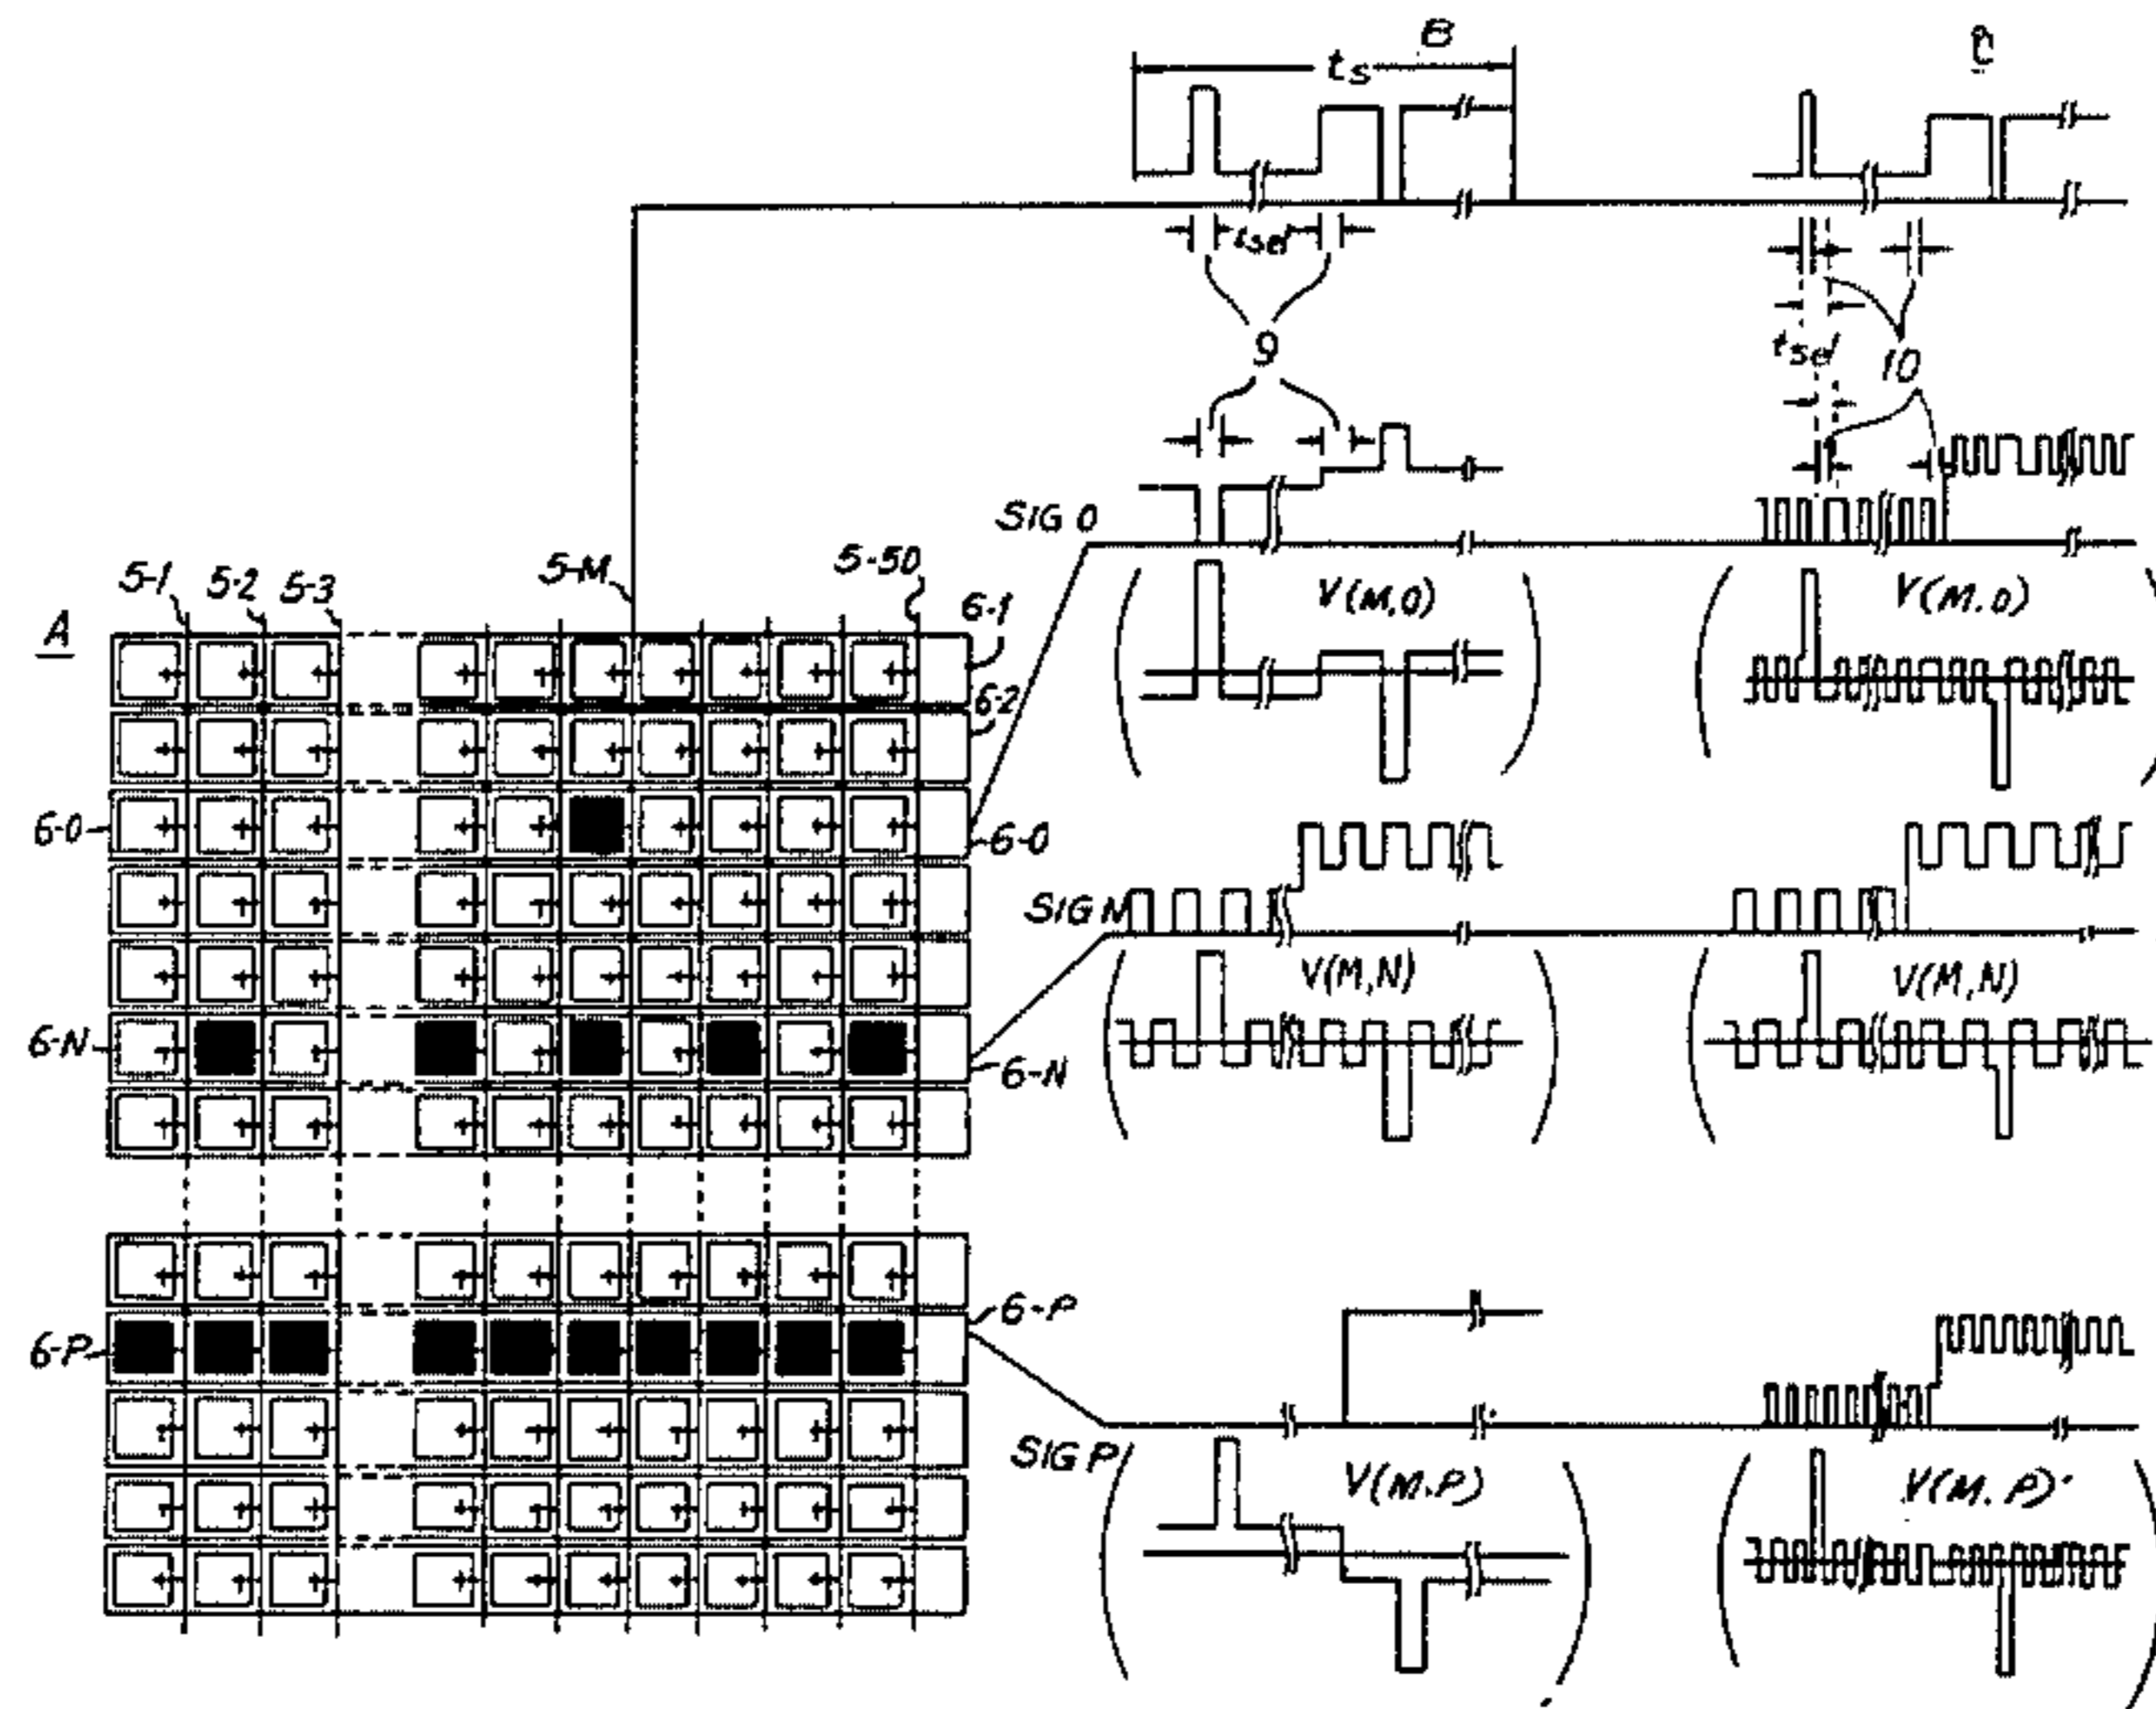 B
ts
C
tsel
9
tsel
10
SIG 0
V(M,0)
V(M.0)
5-1
5-2
5-3
5-M
5-50
A
6-1
6-2
6-0
6-0
SIG N
V(M,N)
V(M,N)
6-N
6-N
6-P
6-P
SIG P
V(M.P)
V(M.P)